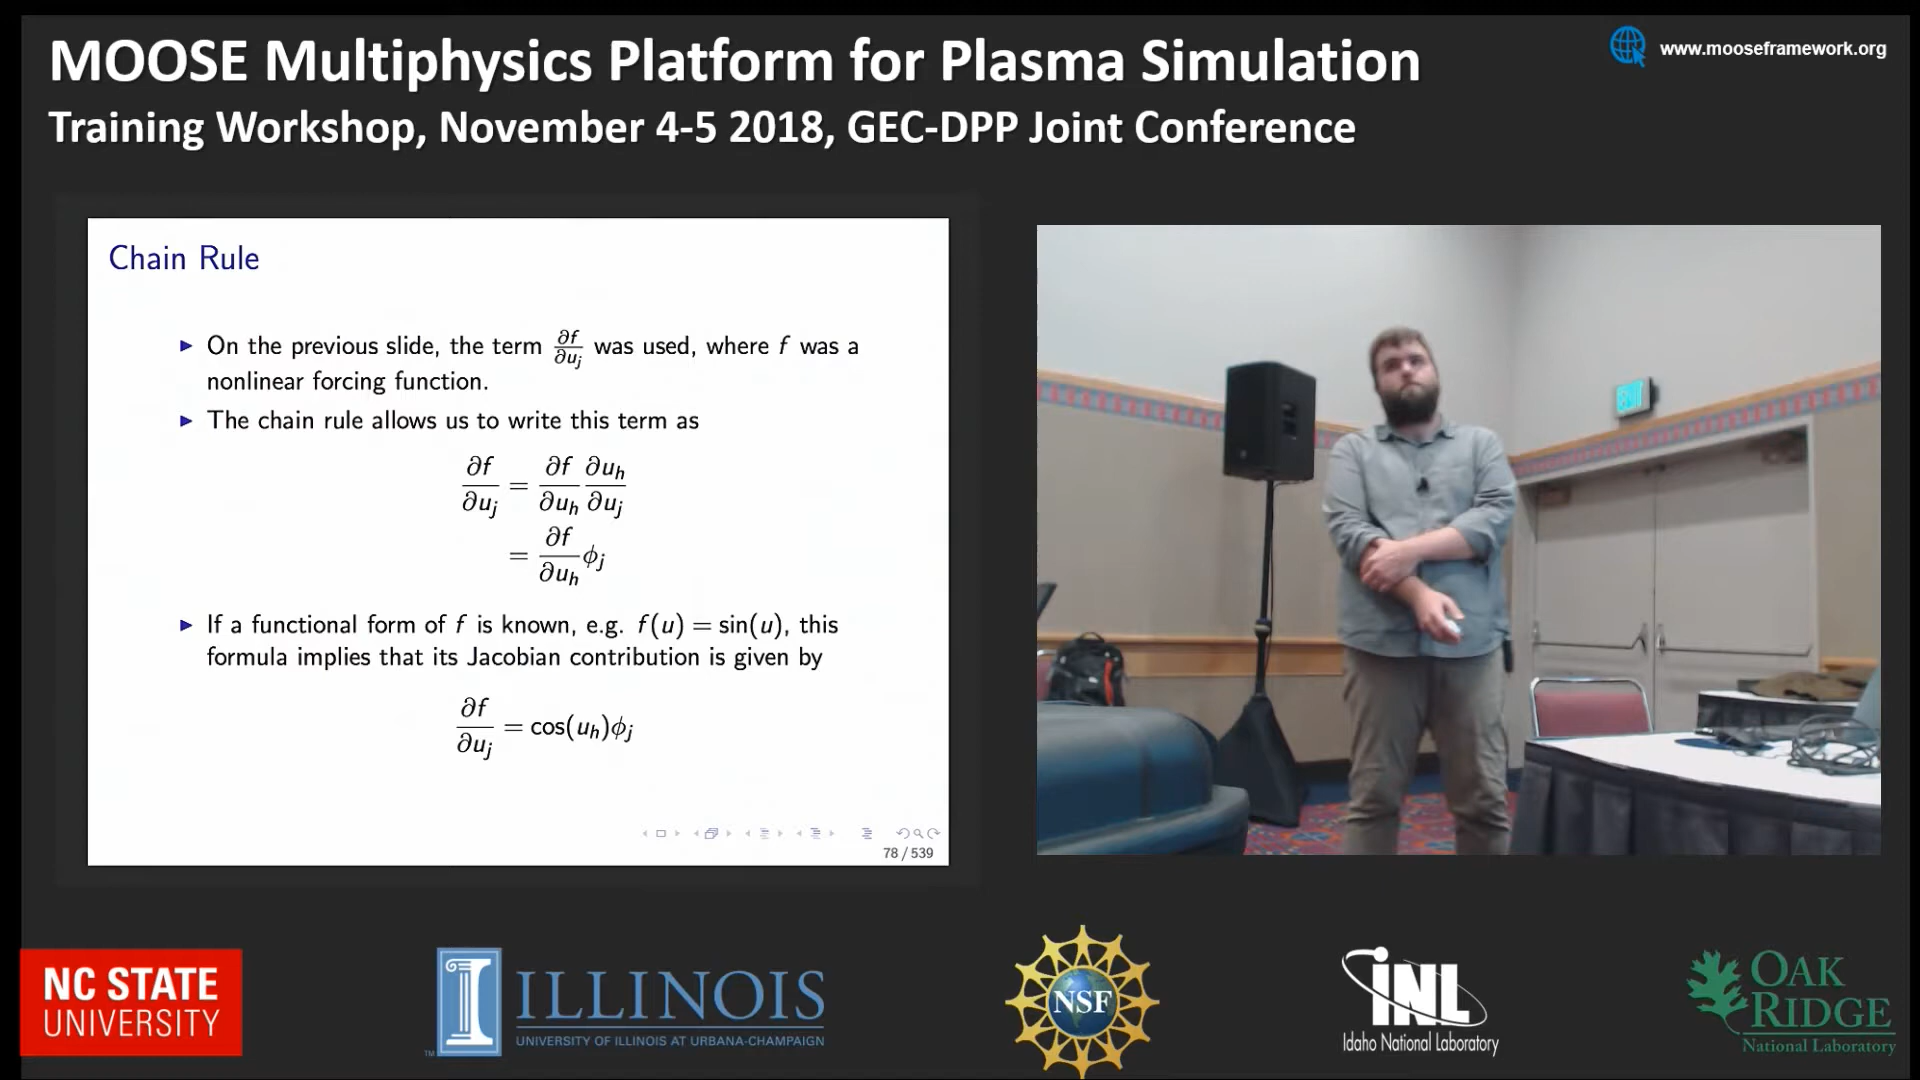 MOOSE Multiphysics Platform for Plasma Simulation
www.mooseframework.org
Training Workshop, November 4-5 2018, GEC-DPP Joint Conference
Chain Rule
▶ On the previous slide, the term ∂f/∂u_j was used, where f was a
nonlinear forcing function.
▶ The chain rule allows us to write this term as
∂f/∂u_j = ∂f/∂u_h ∂u_h/∂u_j
= ∂f/∂u_h ϕ_j
▶ If a functional form of f is known, e.g. f(u) = sin(u), this
formula implies that its Jacobian contribution is given by
∂f/∂u_j = cos(u_h)ϕ_j
78 / 539
EXIT
NC STATE
UNIVERSITY
I ILLINOIS
UNIVERSITY OF ILLINOIS AT URBANA-CHAMPAIGN
TM
NSF
INL
Idaho National Laboratory
OAK
RIDGE
National Laboratory